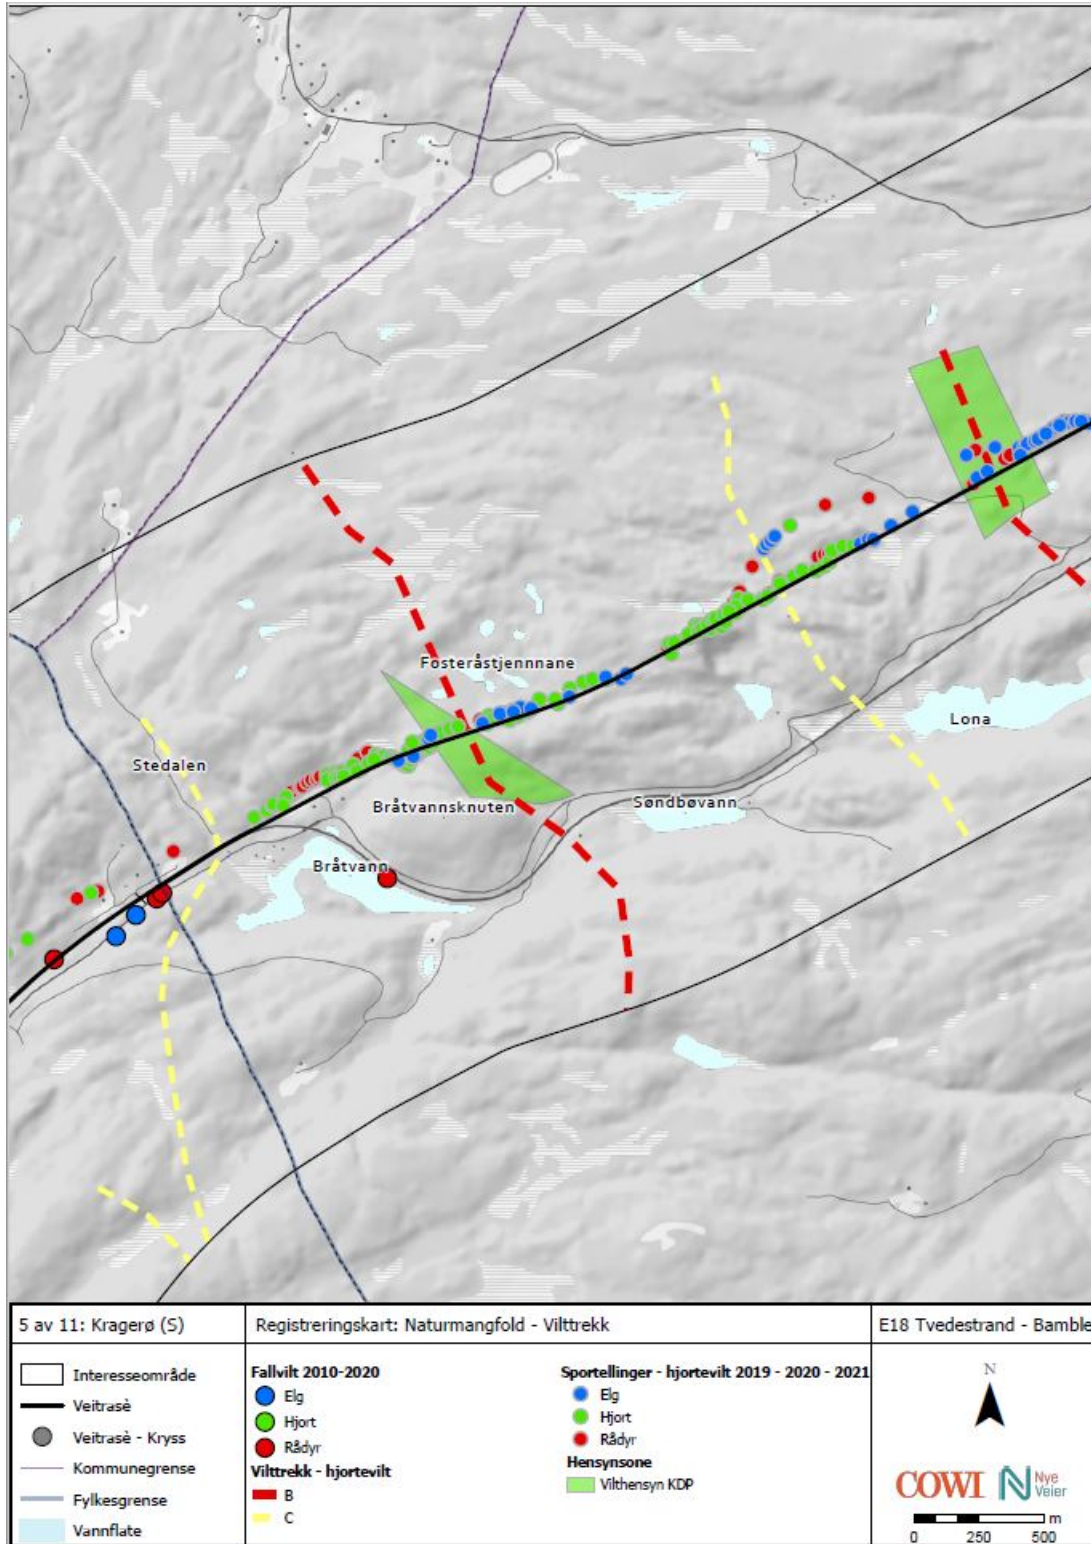 Fosteråstjennnane
Lona
Stedalen
Søndbøvann
Bråtvannsknuten
Bråtvann
5 av 11: Kragerø (S)
Registreringskart: Naturmangfold - Vilttrekk
E18 Tvedestrand - Bamble
Interesseområde
Veitrasè
Veitrasè - Kryss
Kommunegrense
Fylkesgrense
Vannflate
Fallvilt 2010-2020
Elg
Hjort
Rådyr
Vilttrekk - hjortevilt
B
C
Sportellinger - hjortevilt 2019 - 2020 - 2021
Elg
Hjort
Rådyr
Hensynsone
Vilthensyn KDP
N
COWI
Nye
Veier
m
0 250 500